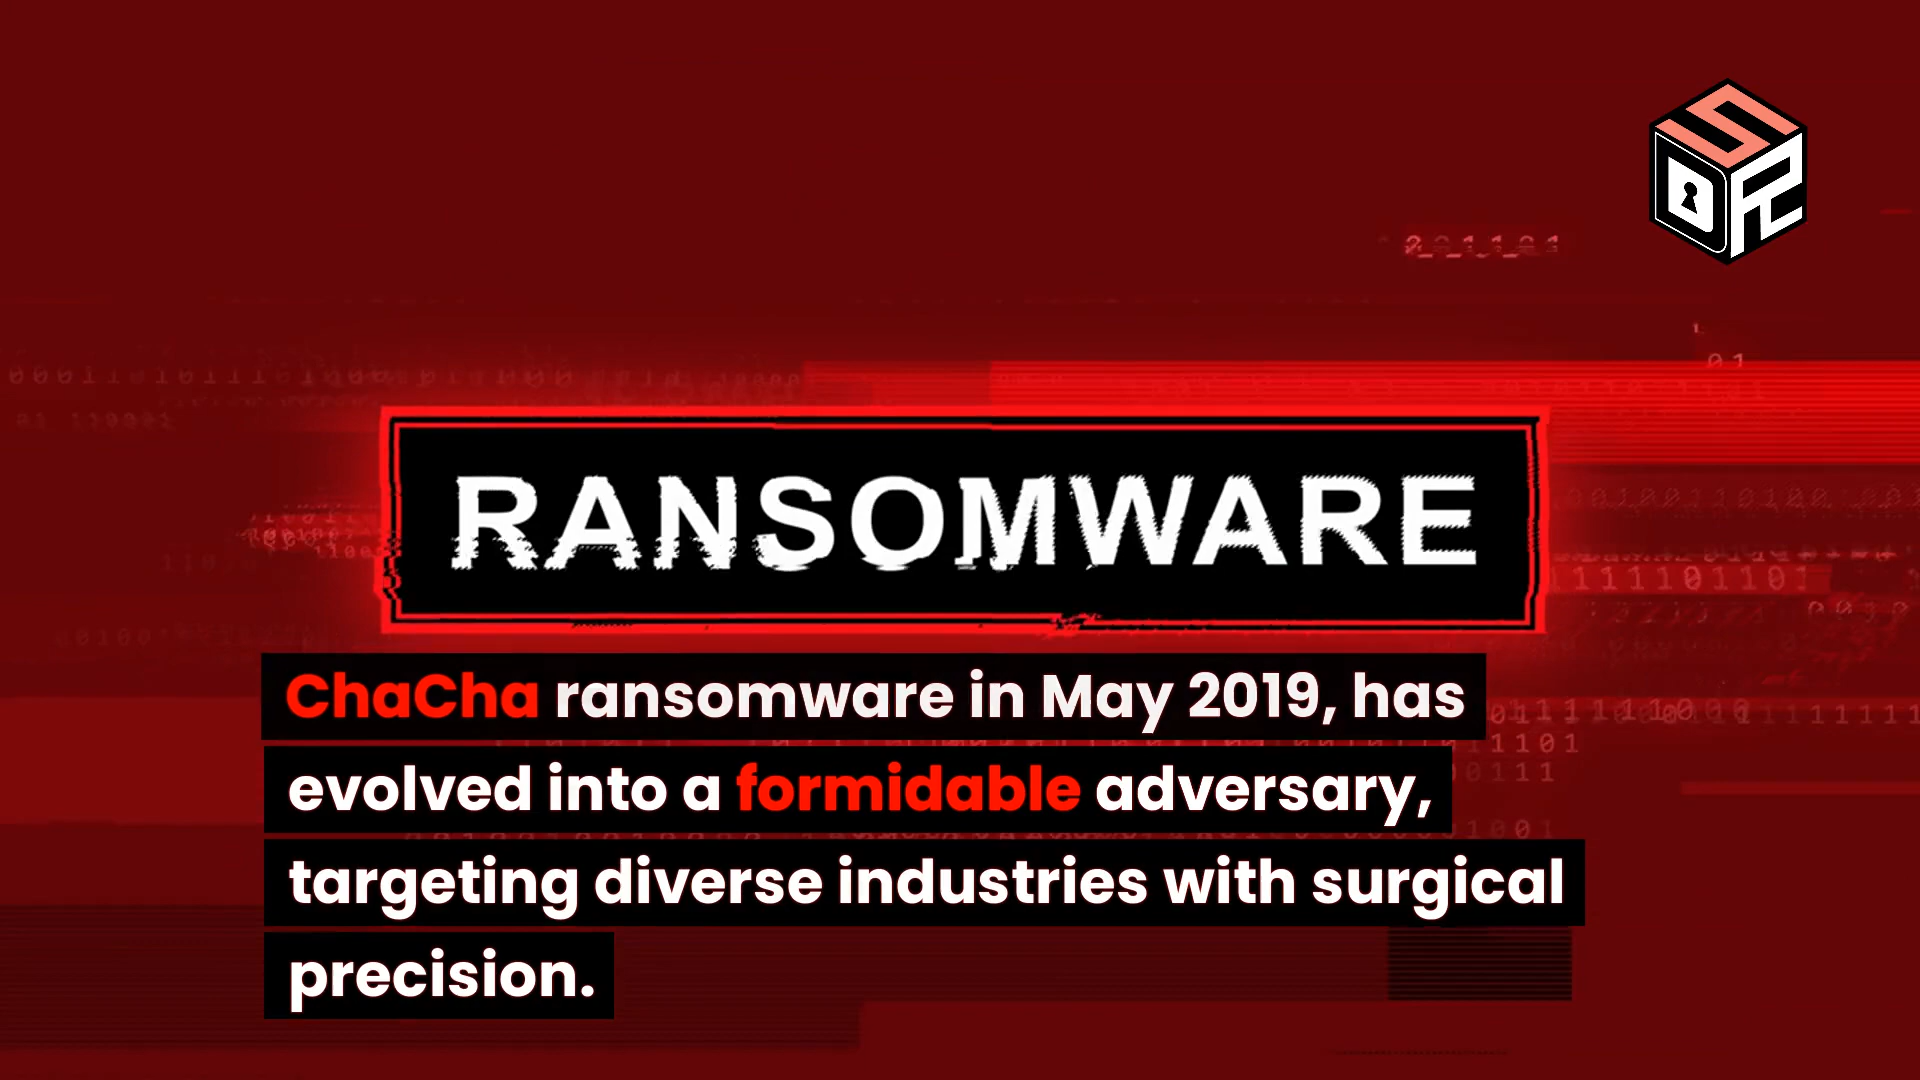 RANSOMWARE
ChaCha ransomware in May 2019, has
evolved into a formidable adversary,
targeting diverse industries with surgical
precision.